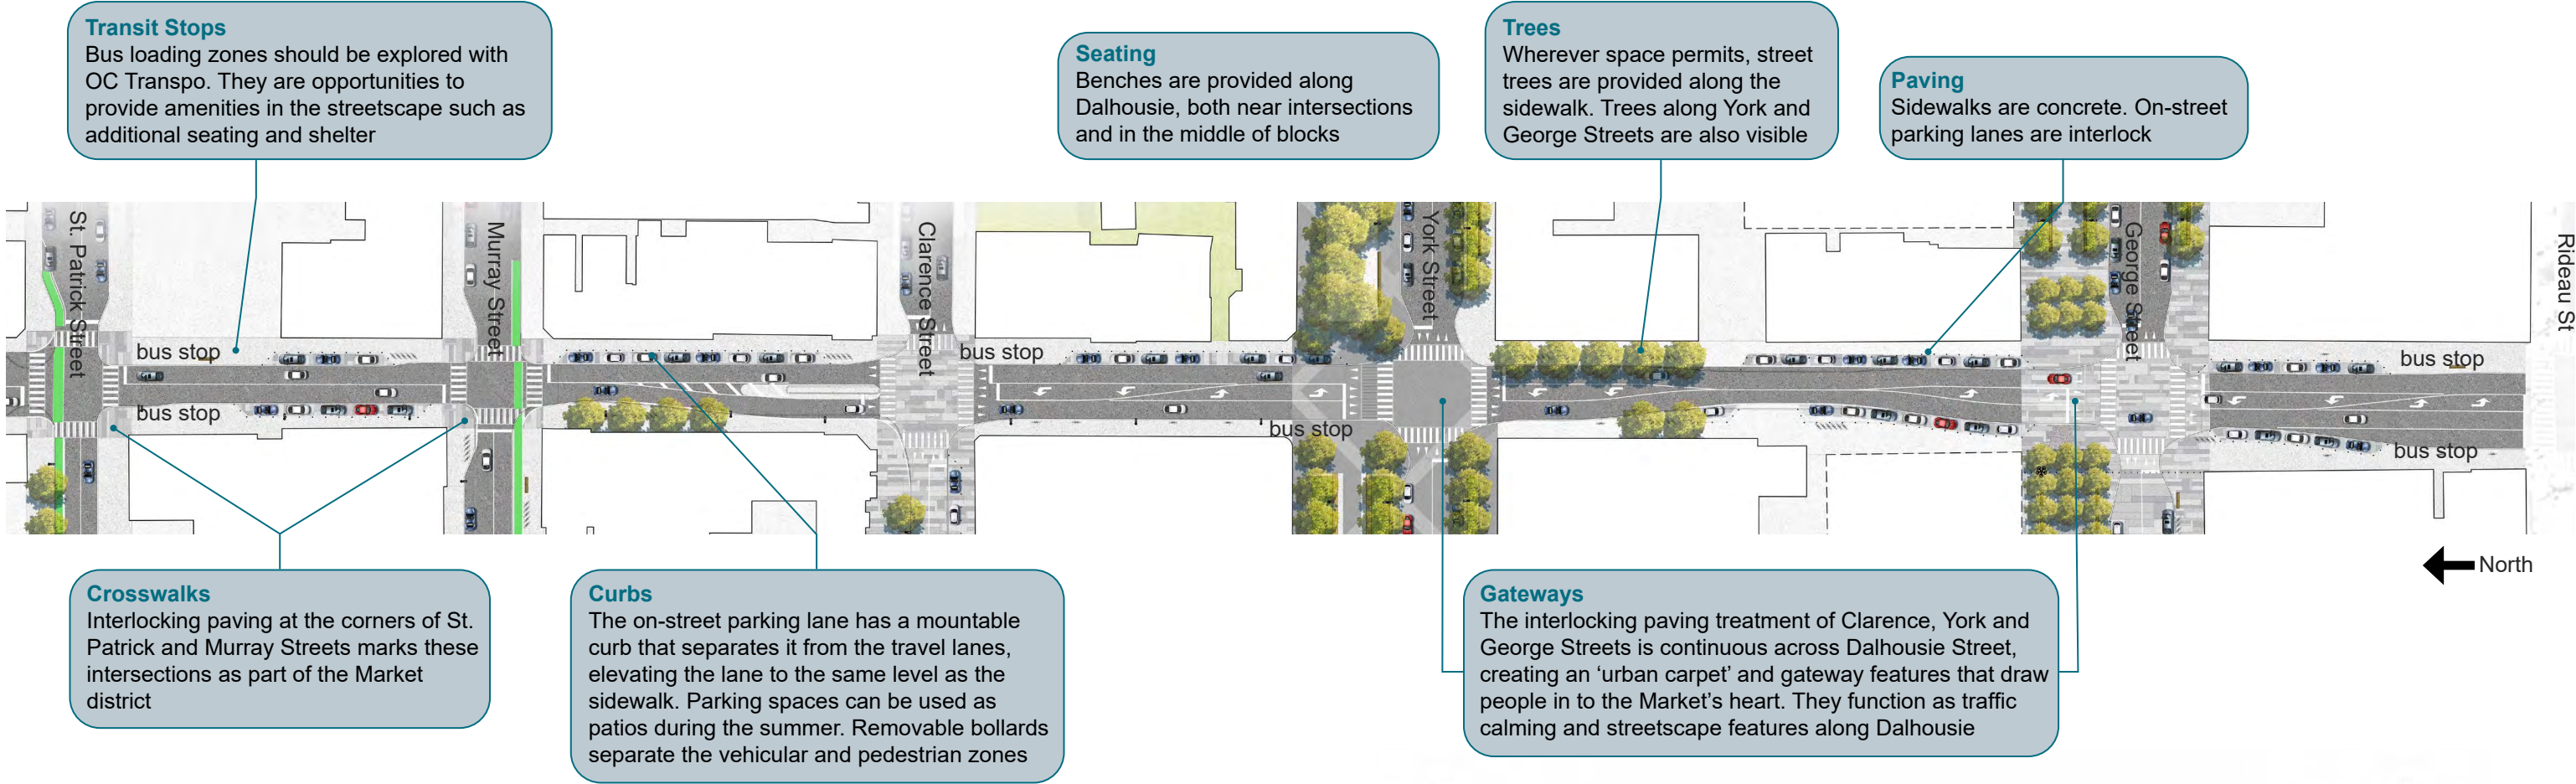 Transit Stops
Bus loading zones should be explored with
OC Transpo. They are opportunities to
provide amenities in the streetscape such as
additional seating and shelter
Seating
Benches are provided along
Dalhousie, both near intersections
and in the middle of blocks
Trees
Wherever space permits, street
trees are provided along the
sidewalk. Trees along York and
George Streets are also visible
Paving
Sidewalks are concrete. On-street
parking lanes are interlock
St. Patrick Street
Murray Street
Clarence Street
York Street
George Street
Rideau St
bus stop
bus stop
bus stop
bus stop
bus stop
bus stop
North
Crosswalks
Interlocking paving at the corners of St.
Patrick and Murray Streets marks these
intersections as part of the Market
district
Curbs
The on-street parking lane has a mountable
curb that separates it from the travel lanes,
elevating the lane to the same level as the
sidewalk. Parking spaces can be used as
patios during the summer. Removable bollards
separate the vehicular and pedestrian zones
Gateways
The interlocking paving treatment of Clarence, York and
George Streets is continuous across Dalhousie Street,
creating an ‘urban carpet’ and gateway features that draw
people in to the Market’s heart. They function as traffic
calming and streetscape features along Dalhousie